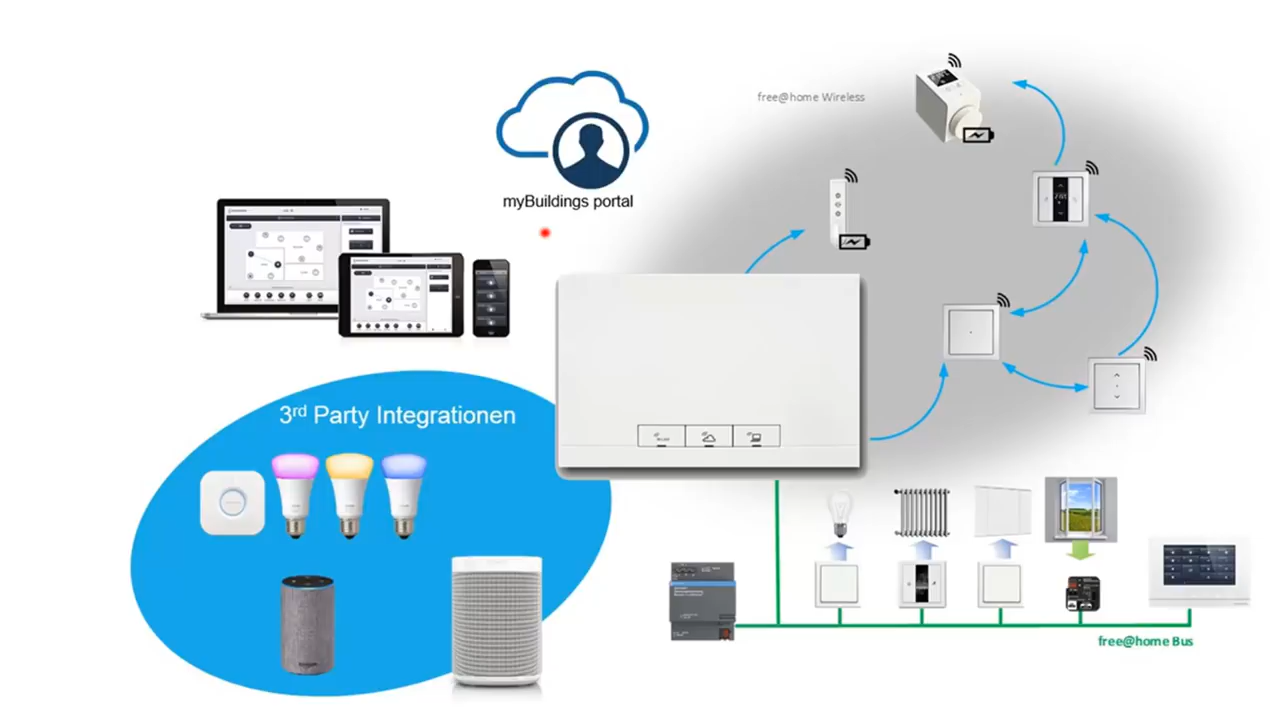 free@home Wireless
myBuildings portal
3rd Party Integrationen
free@home Bus